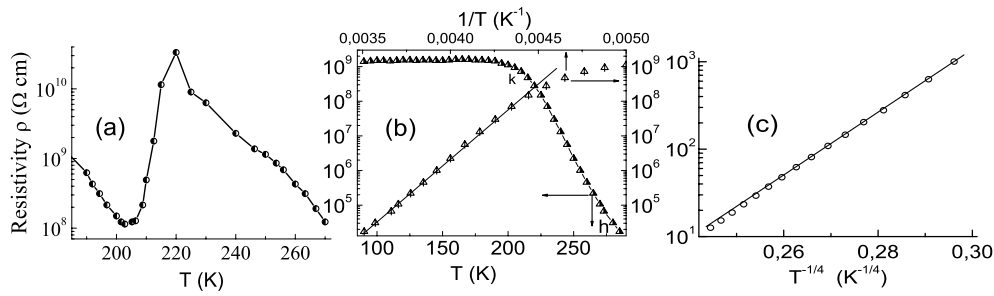 1/T (K-1)
0,0035 0,0040 0,0045 0,0050
Resistivity ρ (Ω cm)
10^10
10^9
10^8
(a)
200 220 240 260
T (K)
10^9
10^8
10^7
10^6
10^5
(b)
k
h
10^9
10^8
10^7
10^6
10^5
100 150 200 250
T (K)
10^3
10^2
10^1
(c)
0,26 0,28 0,30
T^-1/4 (K^-1/4)